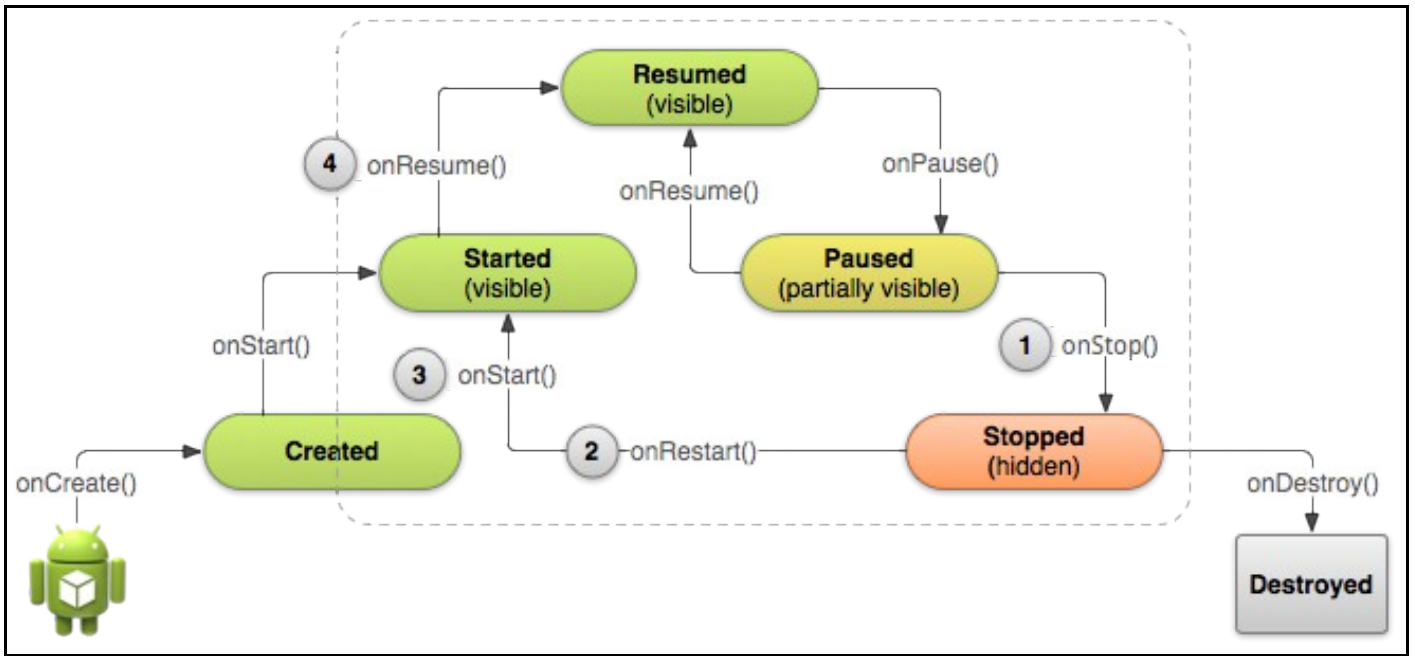 Resumed
(visible)
4
onResume()
onResume()
onPause()
Started
(visible)
Paused
(partially visible)
onStart()
3
onStart()
1
onStop()
Created
2
onRestart()
Stopped
(hidden)
onCreate()
onDestroy()
Destroyed